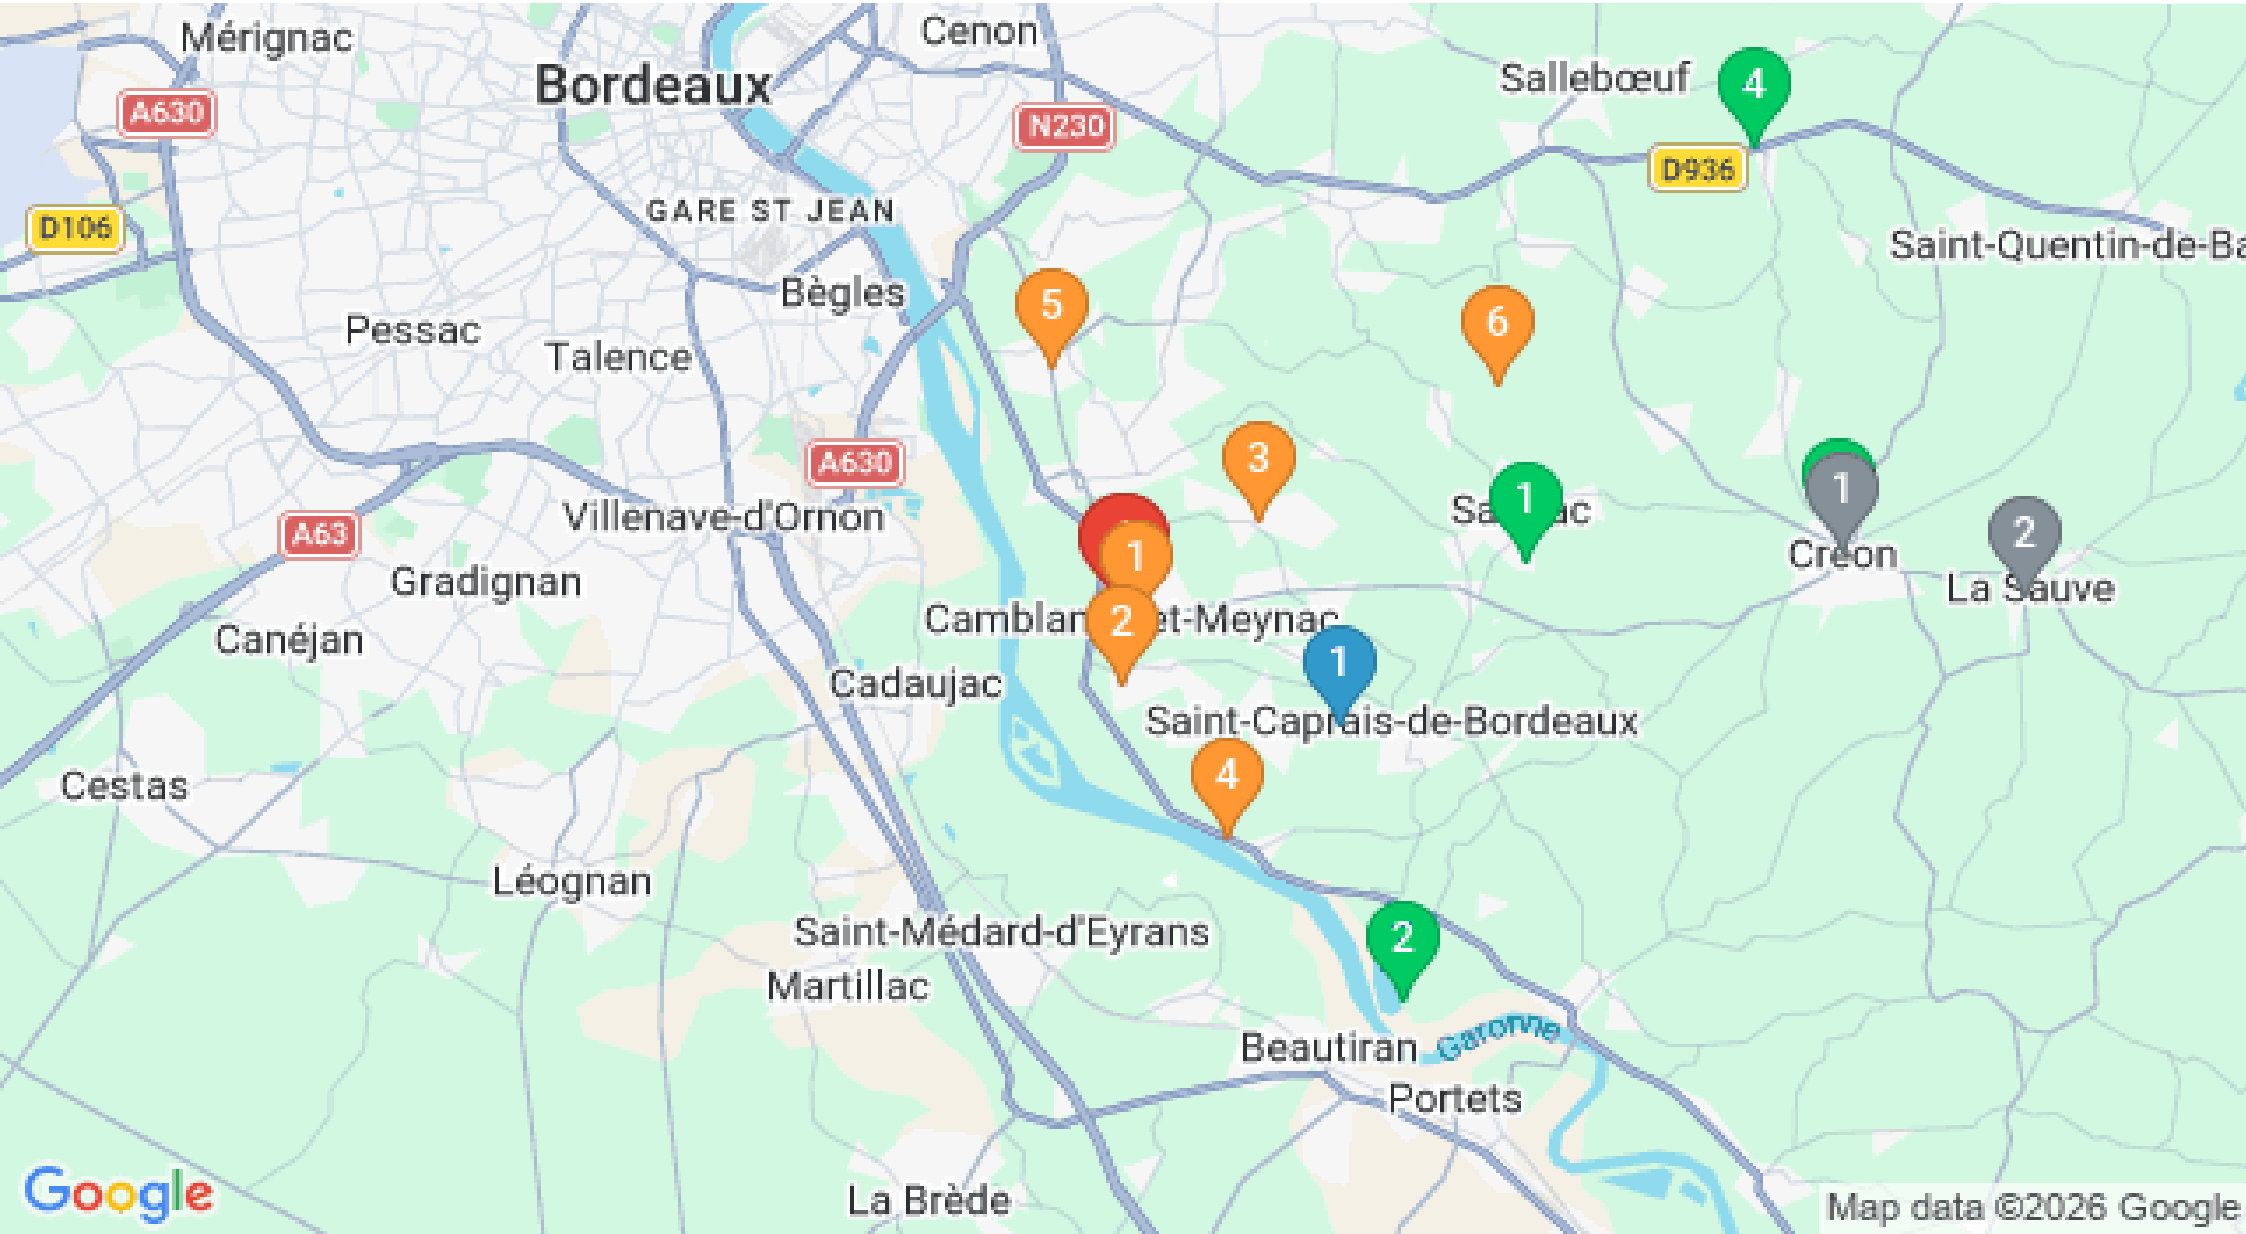 Mérignac
Cenon
Bordeaux
Sallebœuf
4
A630
N230
D936
GARE ST JEAN
D106
Saint-Quentin-de-Ba
Bègles
5
6
Pessac
Talence
3
A630
1
1
Villenave-d'Ornon
A63
2
Créon
1
Gradignan
La Sauve
2
Canéjan
1
Cadaujac
Saint-Caprais-de-Bordeaux
Cestas
4
Léognan
Saint-Médard-d'Eyrans
2
Martillac
Garonne
Beautiran
Portets
La Brède
Google
Map data ©2026 Google